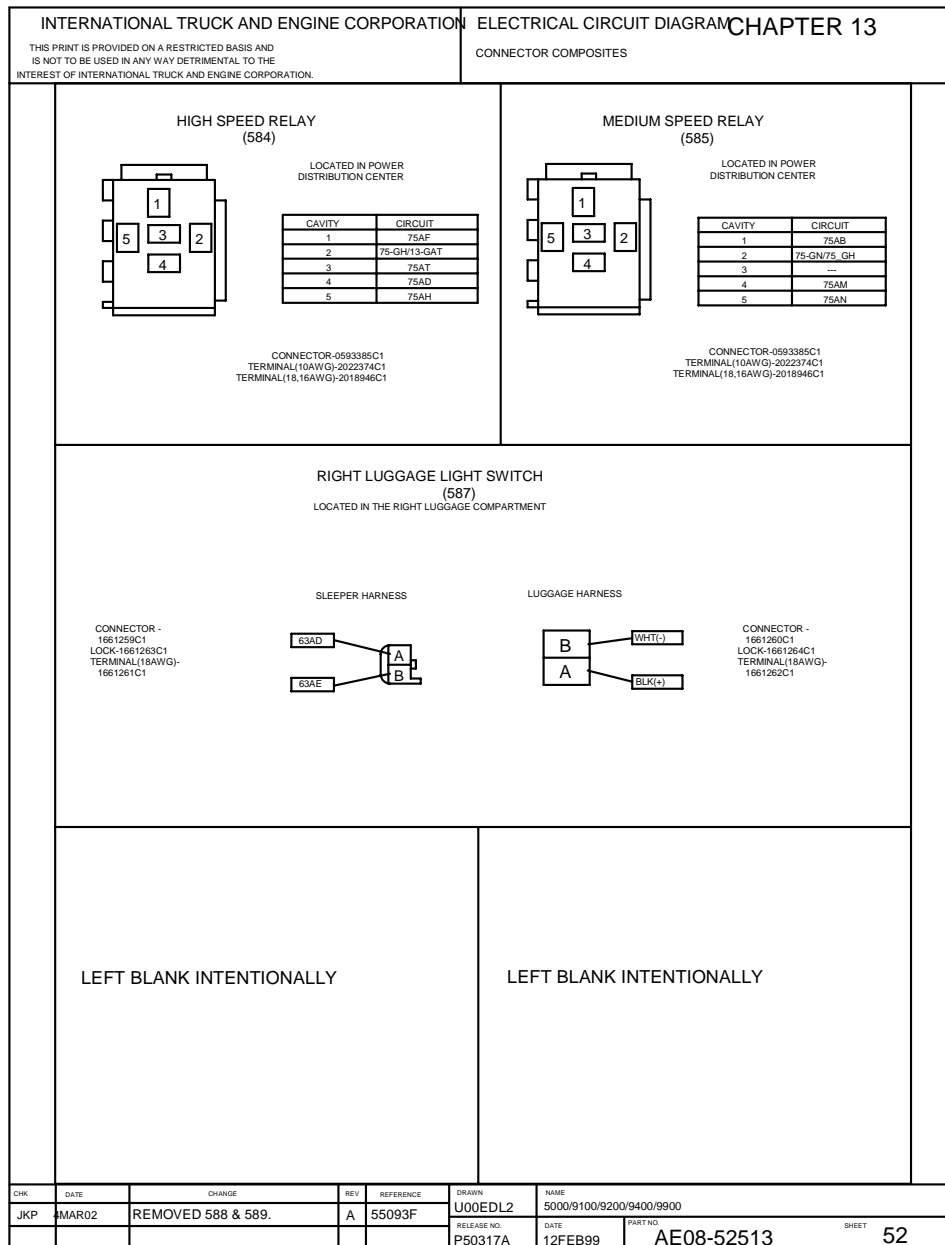 INTERNATIONAL TRUCK AND ENGINE CORPORATION
THIS PRINT IS PROVIDED ON A RESTRICTED BASIS AND
IS NOT TO BE USED IN ANY WAY DETRIMENTAL TO THE
INTEREST OF INTERNATIONAL TRUCK AND ENGINE CORPORATION.
ELECTRICAL CIRCUIT DIAGRAM
CHAPTER 13
CONNECTOR COMPOSITES
HIGH SPEED RELAY
(584)
LOCATED IN POWER
DISTRIBUTION CENTER
1
5 3 2
4
CAVITY CIRCUIT
1 75AF
2 75-GH/13-GAT
3 75AT
4 75AD
5 75AH
CONNECTOR-0593385C1
TERMINAL(10AWG)-2022374C1
TERMINAL(18,16AWG)-2018946C1
MEDIUM SPEED RELAY
(585)
LOCATED IN POWER
DISTRIBUTION CENTER
1
5 3 2
4
CAVITY CIRCUIT
1 75AB
2 75-GN/75_GH
3 ---
4 75AM
5 75AN
CONNECTOR-0593385C1
TERMINAL(10AWG)-2022374C1
TERMINAL(18,16AWG)-2018946C1
RIGHT LUGGAGE LIGHT SWITCH
(587)
LOCATED IN THE RIGHT LUGGAGE COMPARTMENT
SLEEPER HARNESS
CONNECTOR -
1661259C1
LOCK-1661263C1
TERMINAL(18AWG)-
1661261C1
63AD
A
B
63AE
LUGGAGE HARNESS
B
A
WHT(-)
BLK(+)
CONNECTOR -
1661260C1
LOCK-1661264C1
TERMINAL(18AWG)-
1661262C1
LEFT BLANK INTENTIONALLY
LEFT BLANK INTENTIONALLY
CHK DATE CHANGE REV REFERENCE
JKP 4MAR02 REMOVED 588 & 589. A 55093F
DRAWN
U00EDL2
NAME
5000/9100/9200/9400/9900
RELEASE NO.
P50317A
DATE
12FEB99
PART NO.
AE08-52513
SHEET
52